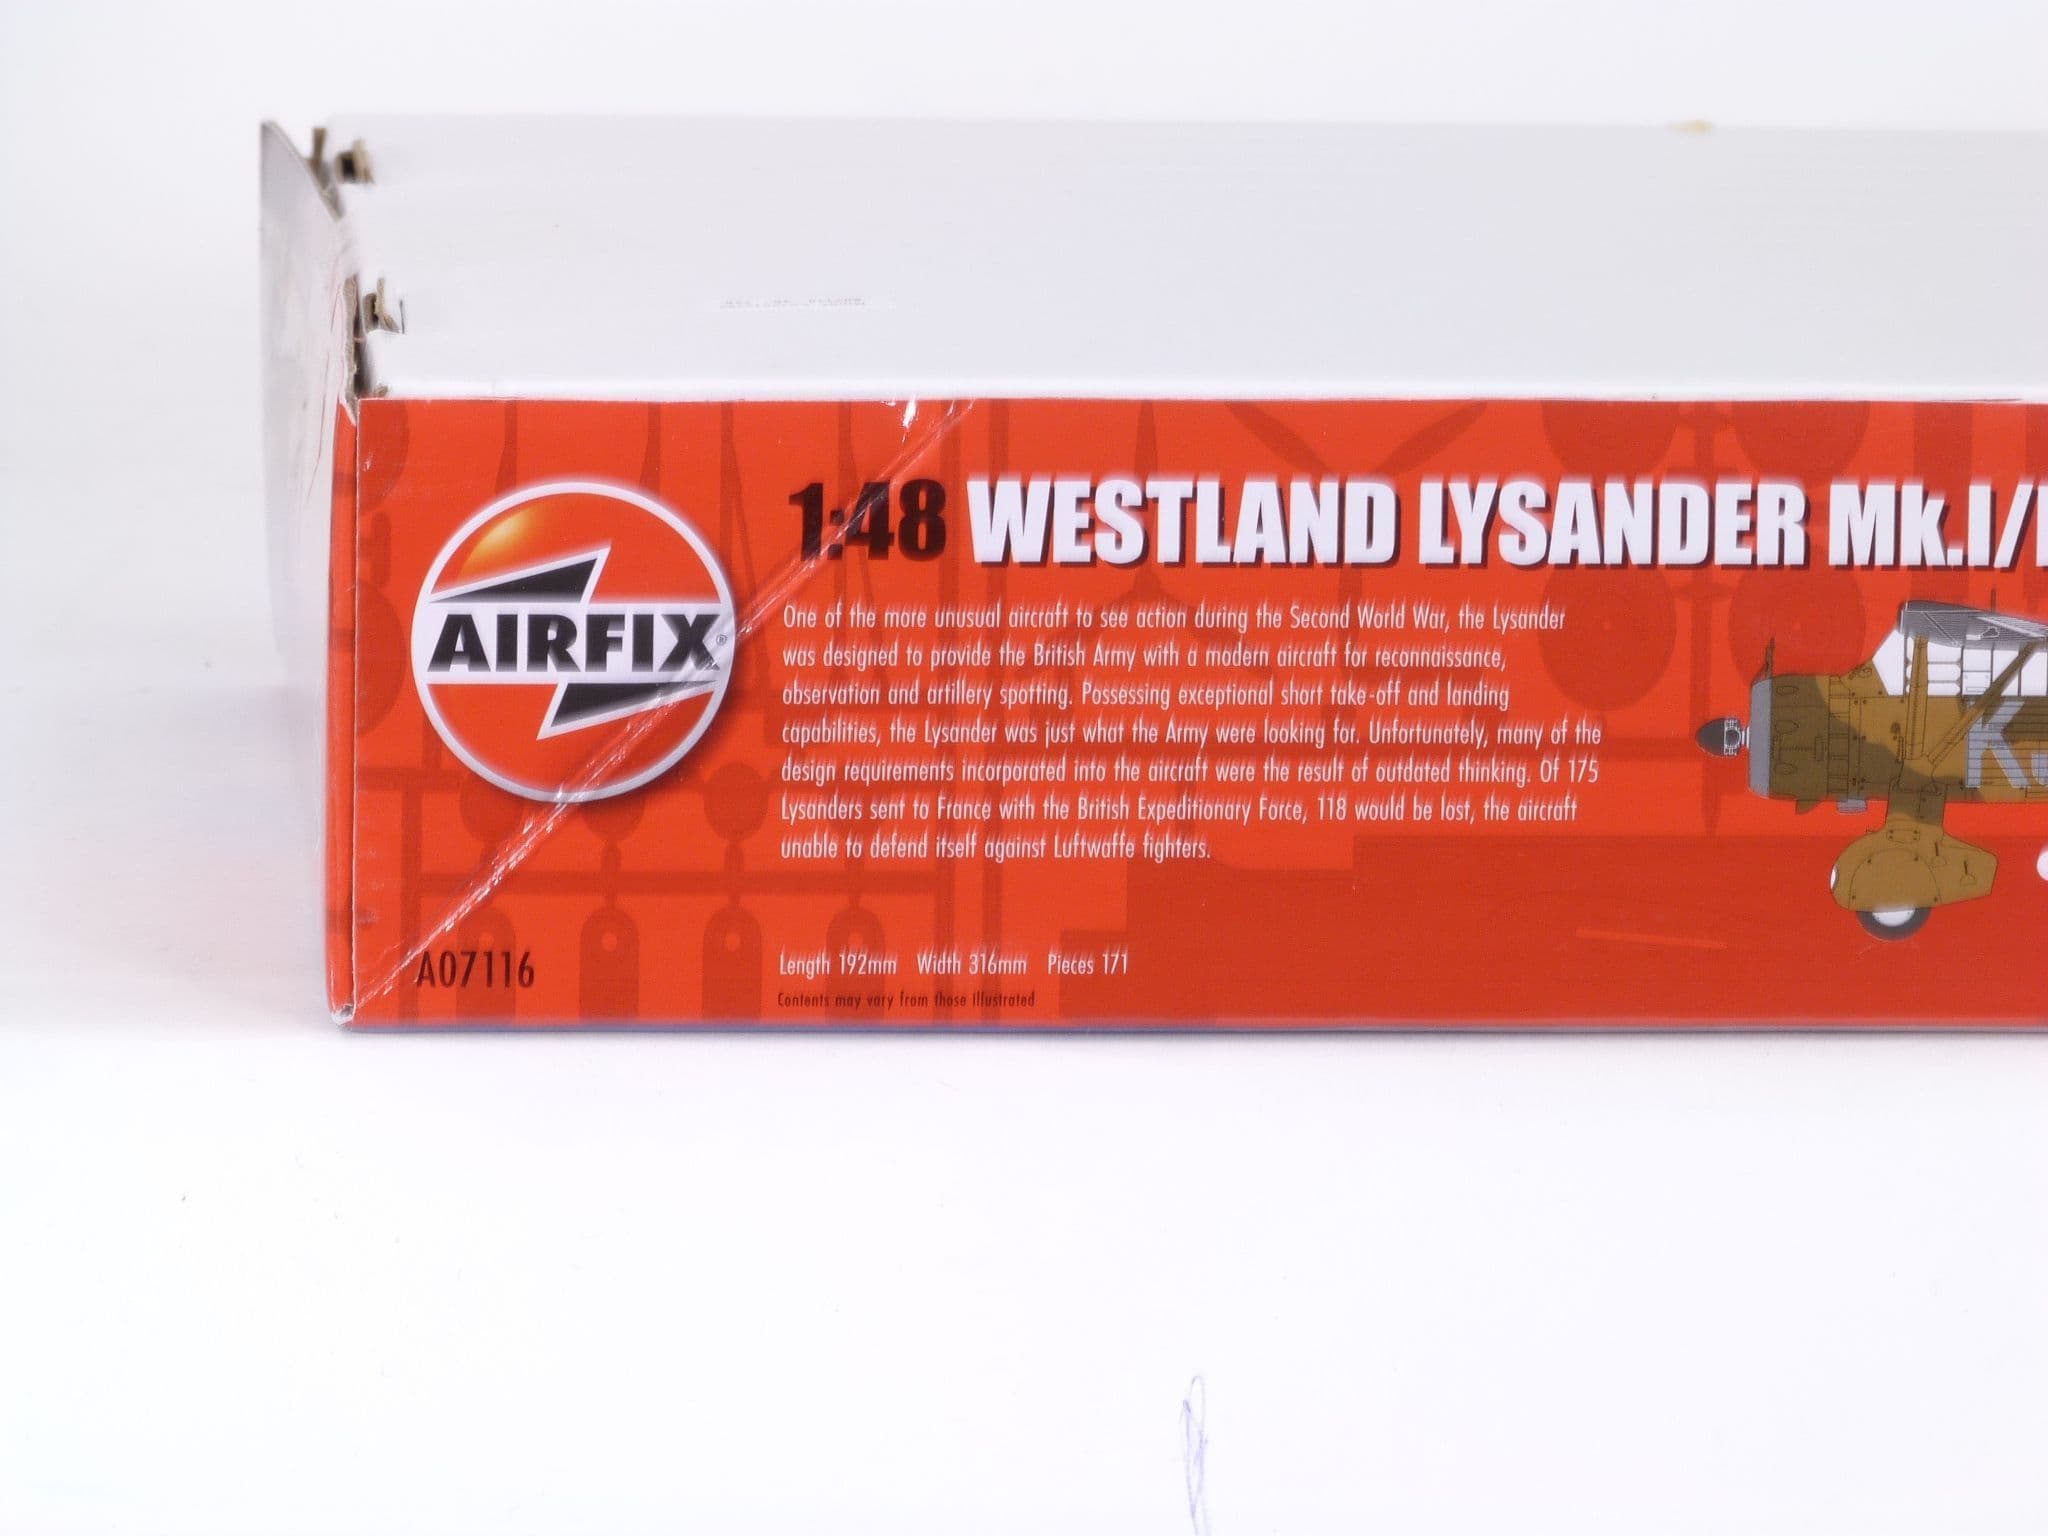 AIRFIX®
1:48 WESTLAND LYSANDER Mk.I/
One of the more unusual aircraft to see action during the Second World War, the Lysander
was designed to provide the British Army with a modern aircraft for reconnaissance,
observation and artillery spotting. Possessing exceptional short take-off and landing
capabilities, the Lysander was just what the Army were looking for. Unfortunately, many of the
design requirements incorporated into the aircraft were the result of outdated thinking. Of 175
Lysanders sent to France with the British Expeditionary Force, 118 would be lost, the aircraft
unable to defend itself against Luftwaffe fighters.
A07116
Length 192mm Width 316mm Pieces 171
Contents may vary from those illustrated